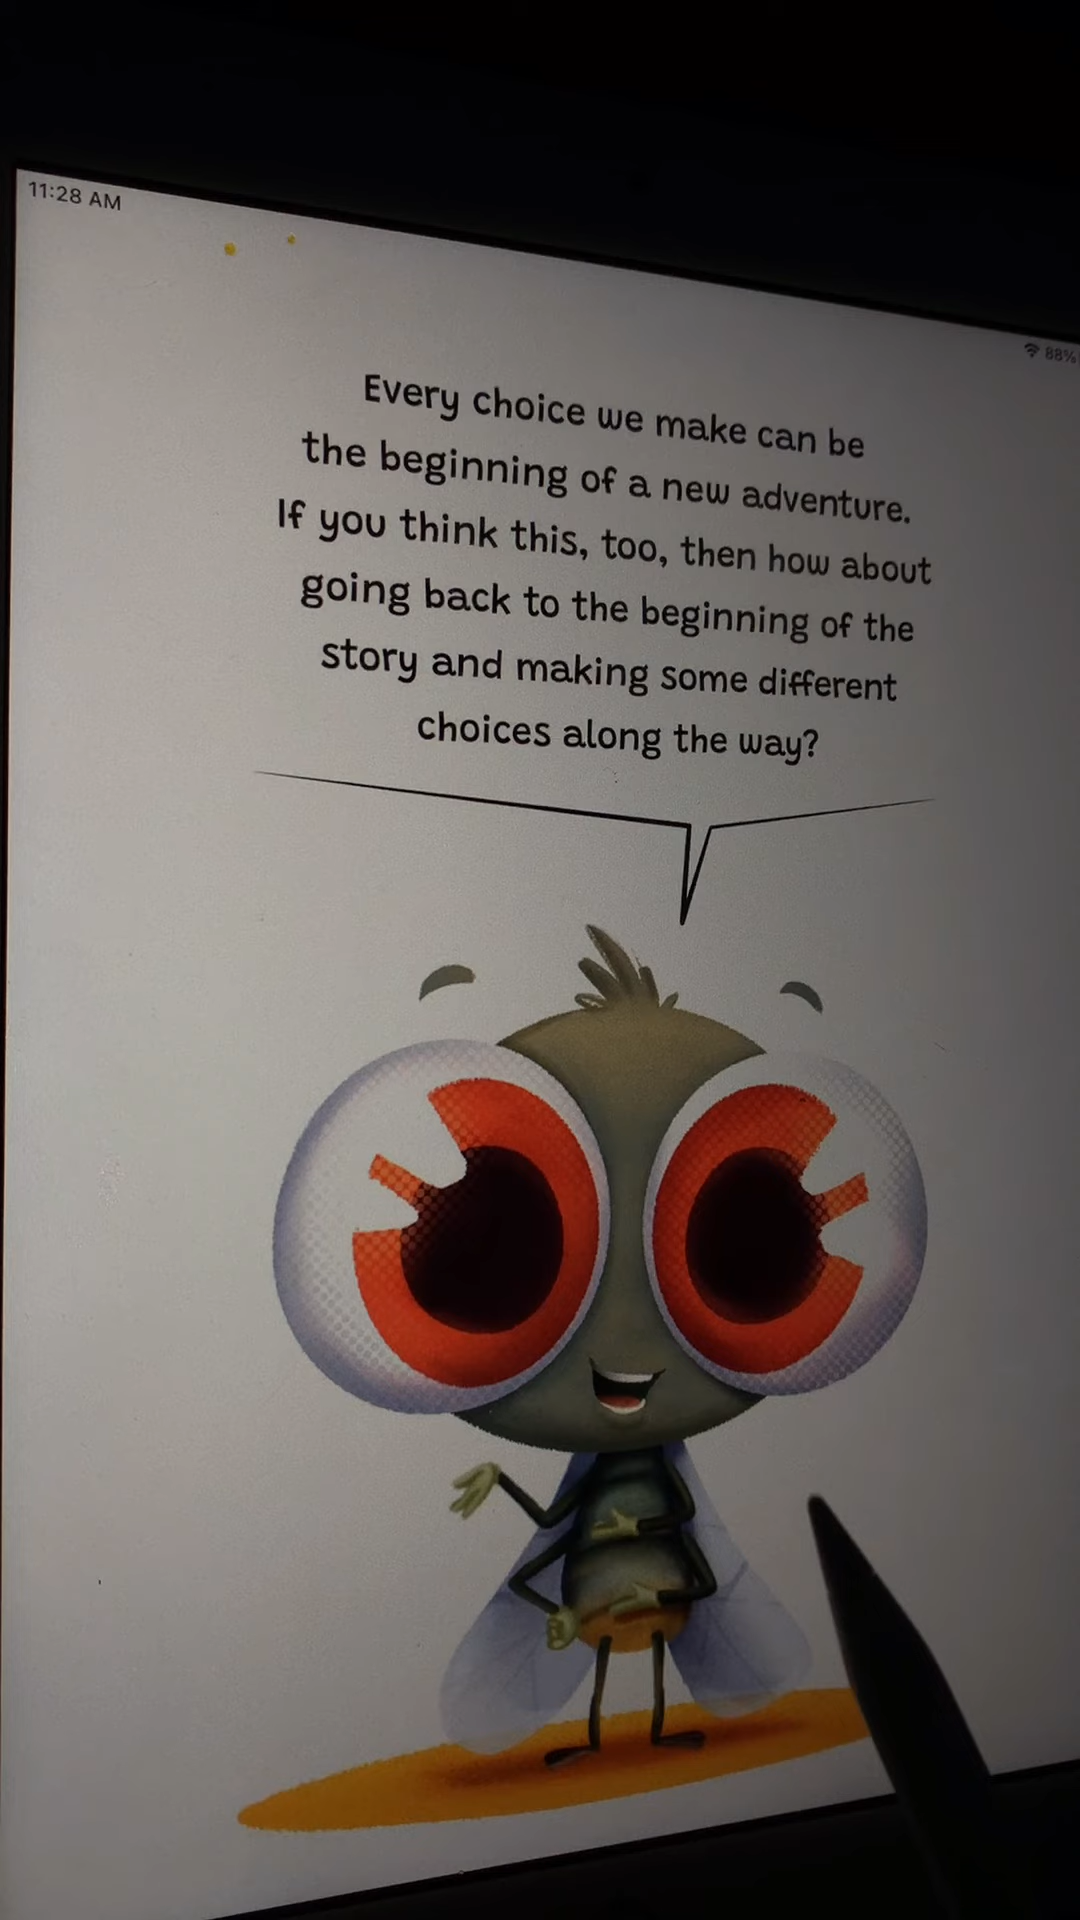 11:28 AM
88%
Every choice we make can be
the beginning of a new adventure.
If you think this, too, then how about
going back to the beginning of the
story and making some different
choices along the way?